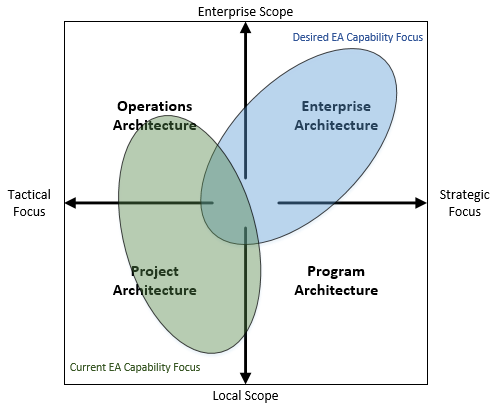 Enterprise Scope
Desired EA Capability Focus
Operations
Architecture
Enterprise
Architecture
Tactical
Focus
Strategic
Focus
Project
Architecture
Program
Architecture
Current EA Capability Focus
Local Scope